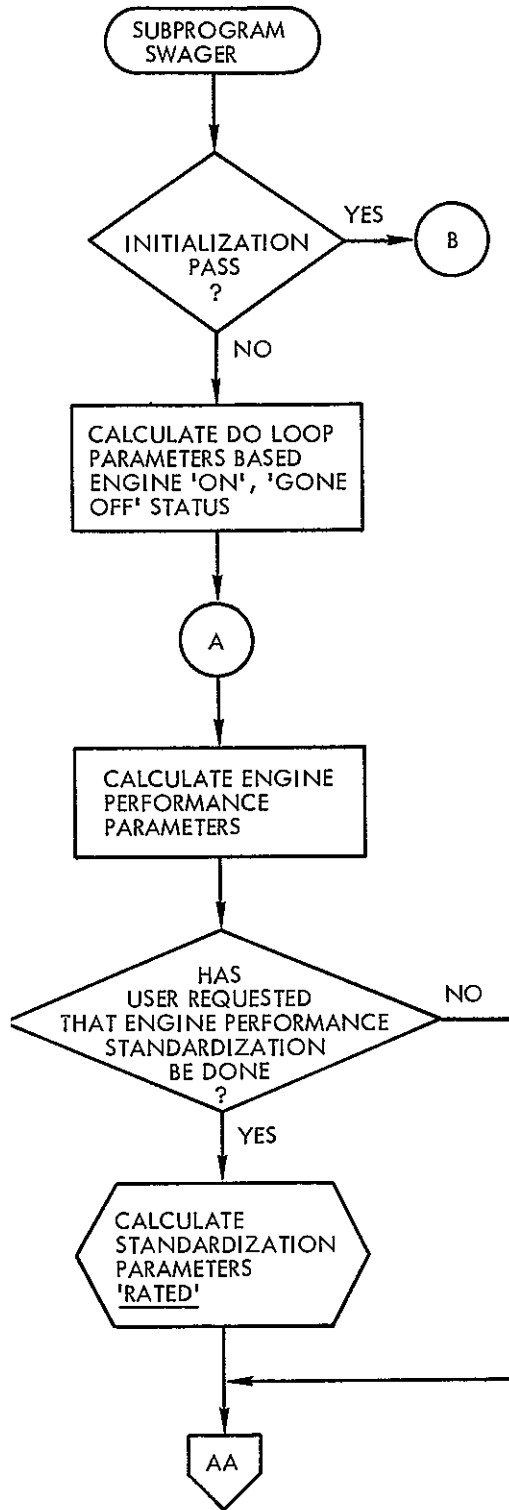 SUBPROGRAM
SWAGER
INITIALIZATION
PASS
?
YES
B
NO
CALCULATE DO LOOP
PARAMETERS BASED
ENGINE 'ON', 'GONE
OFF' STATUS
A
CALCULATE ENGINE
PERFORMANCE
PARAMETERS
HAS
USER REQUESTED
THAT ENGINE PERFORMANCE
STANDARDIZATION
BE DONE
?
NO
YES
CALCULATE
STANDARDIZATION
PARAMETERS
'RATED'
AA